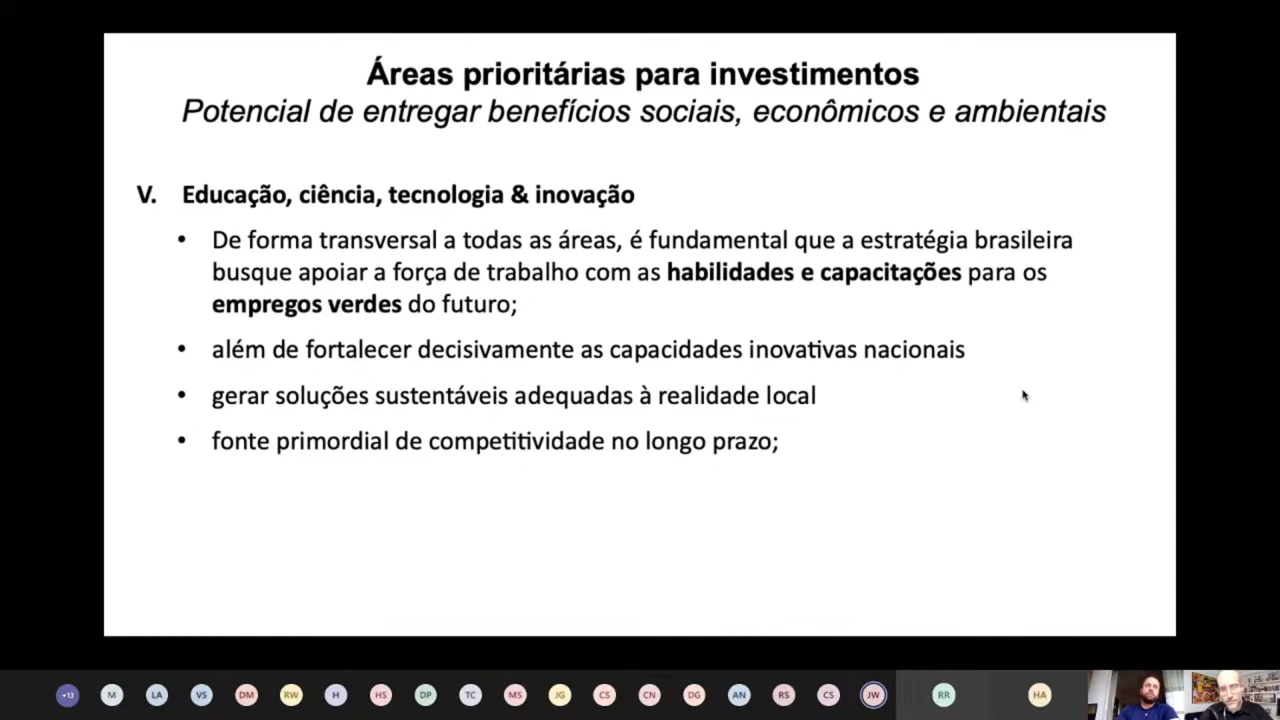 Áreas prioritárias para investimentos
Potencial de entregar benefícios sociais, econômicos e ambientais
V. Educação, ciência, tecnologia & inovação
• De forma transversal a todas as áreas, é fundamental que a estratégia brasileira
busque apoiar a força de trabalho com as habilidades e capacitações para os
empregos verdes do futuro;
• além de fortalecer decisivamente as capacidades inovativas nacionais
• gerar soluções sustentáveis adequadas à realidade local
• fonte primordial de competitividade no longo prazo;
+13 M LA VS DM RW H HS DP TC MS JG CS CN DG AN RS CS JW RR HA